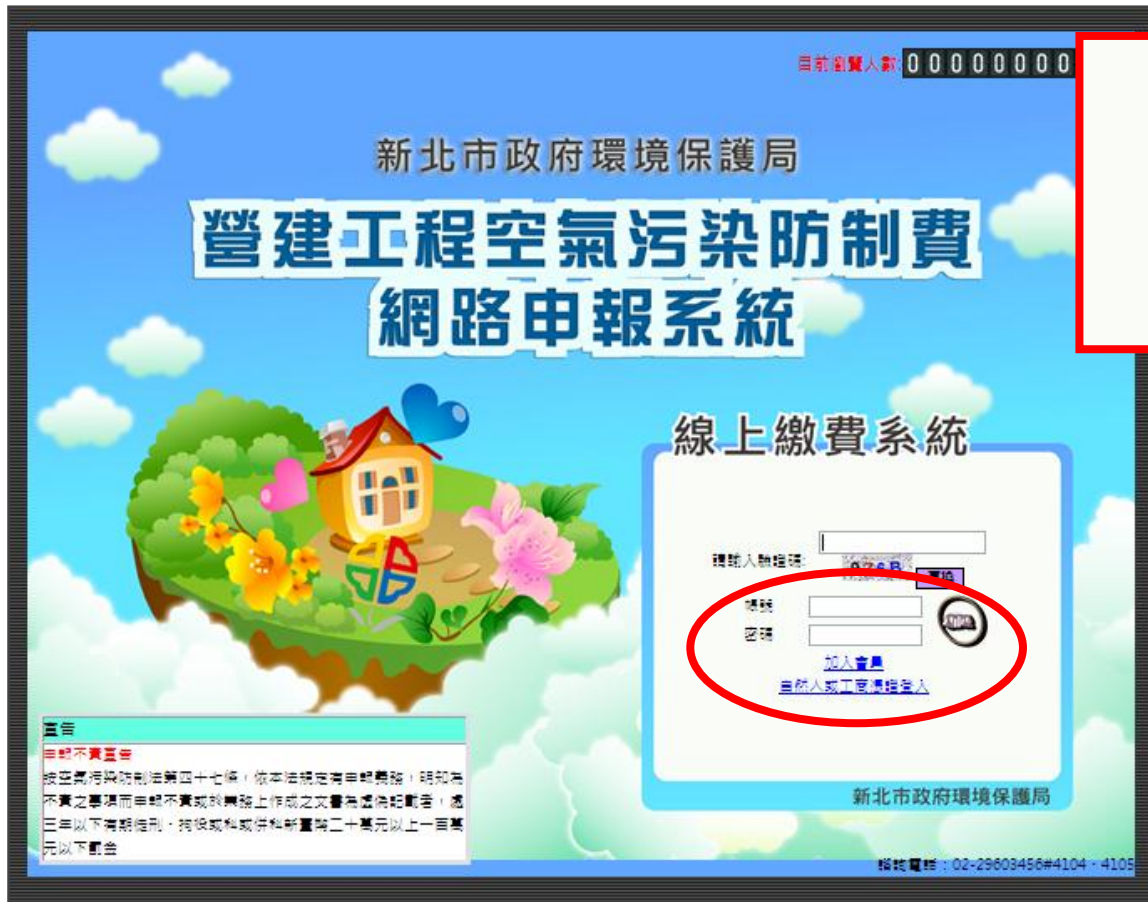 目前瀏覽人數:00000000
新北市政府環境保護局
營建工程空氣污染防制費
網路申報系統
線上繳費系統
請輸入驗證碼:
更換
帳號
密碼
加入會員
自然人或工商憑證登入
宣告
申報不實宣告
按空氣污染防制法第四十七條，依本法規定有申報義務，明知為
不實之事項而申報不實或於業務上作成之文書為虛偽記載者，處
三年以下有期徒刑、拘役或科或併科新臺幣二十萬元以上一百萬
元以下罰金
新北市政府環境保護局
諮詢電話：02-29603456#4104、4105